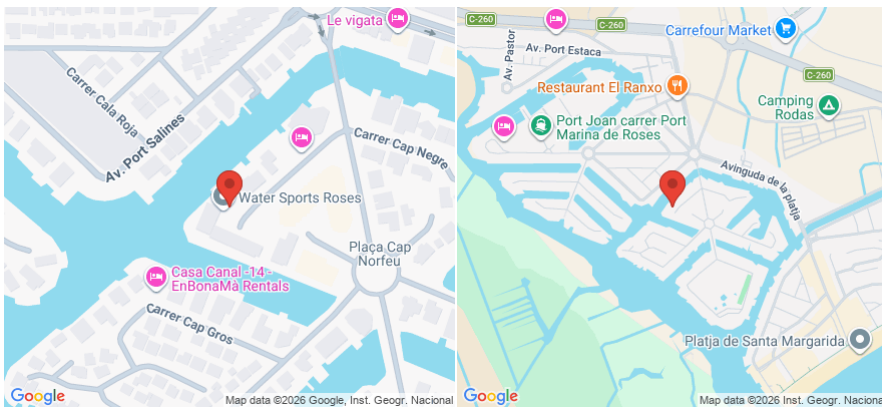 Le vigata
Carrer Cala Roja
Av. Port Salines
Carrer Cap Negre
Water Sports Roses
Plaça Cap
Norfeu
Casa Canal -14 -
EnBonaMà Rentals
Carrer Cap Gros
Google
Map data ©2026 Google, Inst. Geogr. Nacional
C-260
Carrefour Market
Av. Pastor
Av. Port Estaca
C-260
C-260
Restaurant El Ranxo
Camping
Rodas
Port Joan carrer Port
Marina de Roses
Avinguda de la platja
Platja de Santa Margarida
Google
Map data ©2026 Google, Inst. Geogr. Naciona